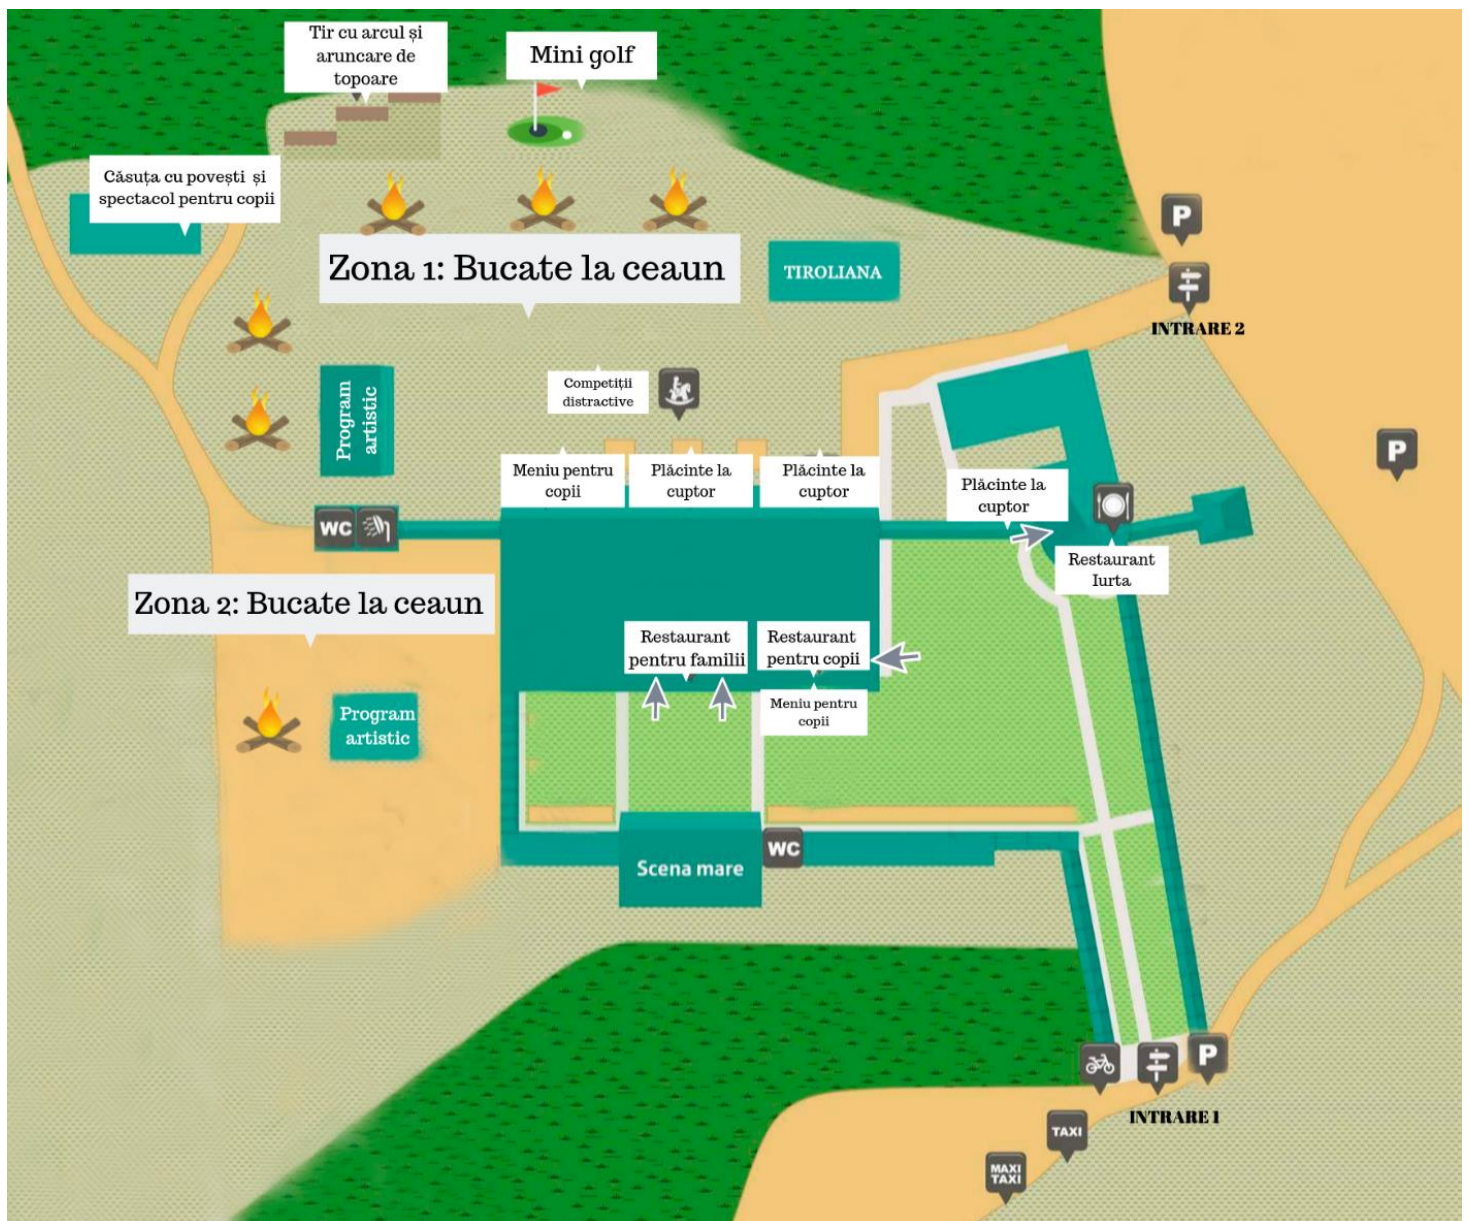 Tir cu arcul și
aruncare de
topoare
Mini golf
Căsuța cu povești și
spectacol pentru copii
P
Zona 1: Bucate la ceaun
TIROLIANA
INTRARE 2
Program
artistic
Competiții
distractive
P
Meniu pentru
copii
Plăcinte la
cuptor
Plăcinte la
cuptor
Plăcinte la
cuptor
WC
Restaurant
Iurta
Zona 2: Bucate la ceaun
Restaurant
pentru familii
Restaurant
pentru copii
Meniu pentru
copii
Program
artistic
Scena mare
WC
P
INTRARE 1
TAXI
MAXI
TAXI